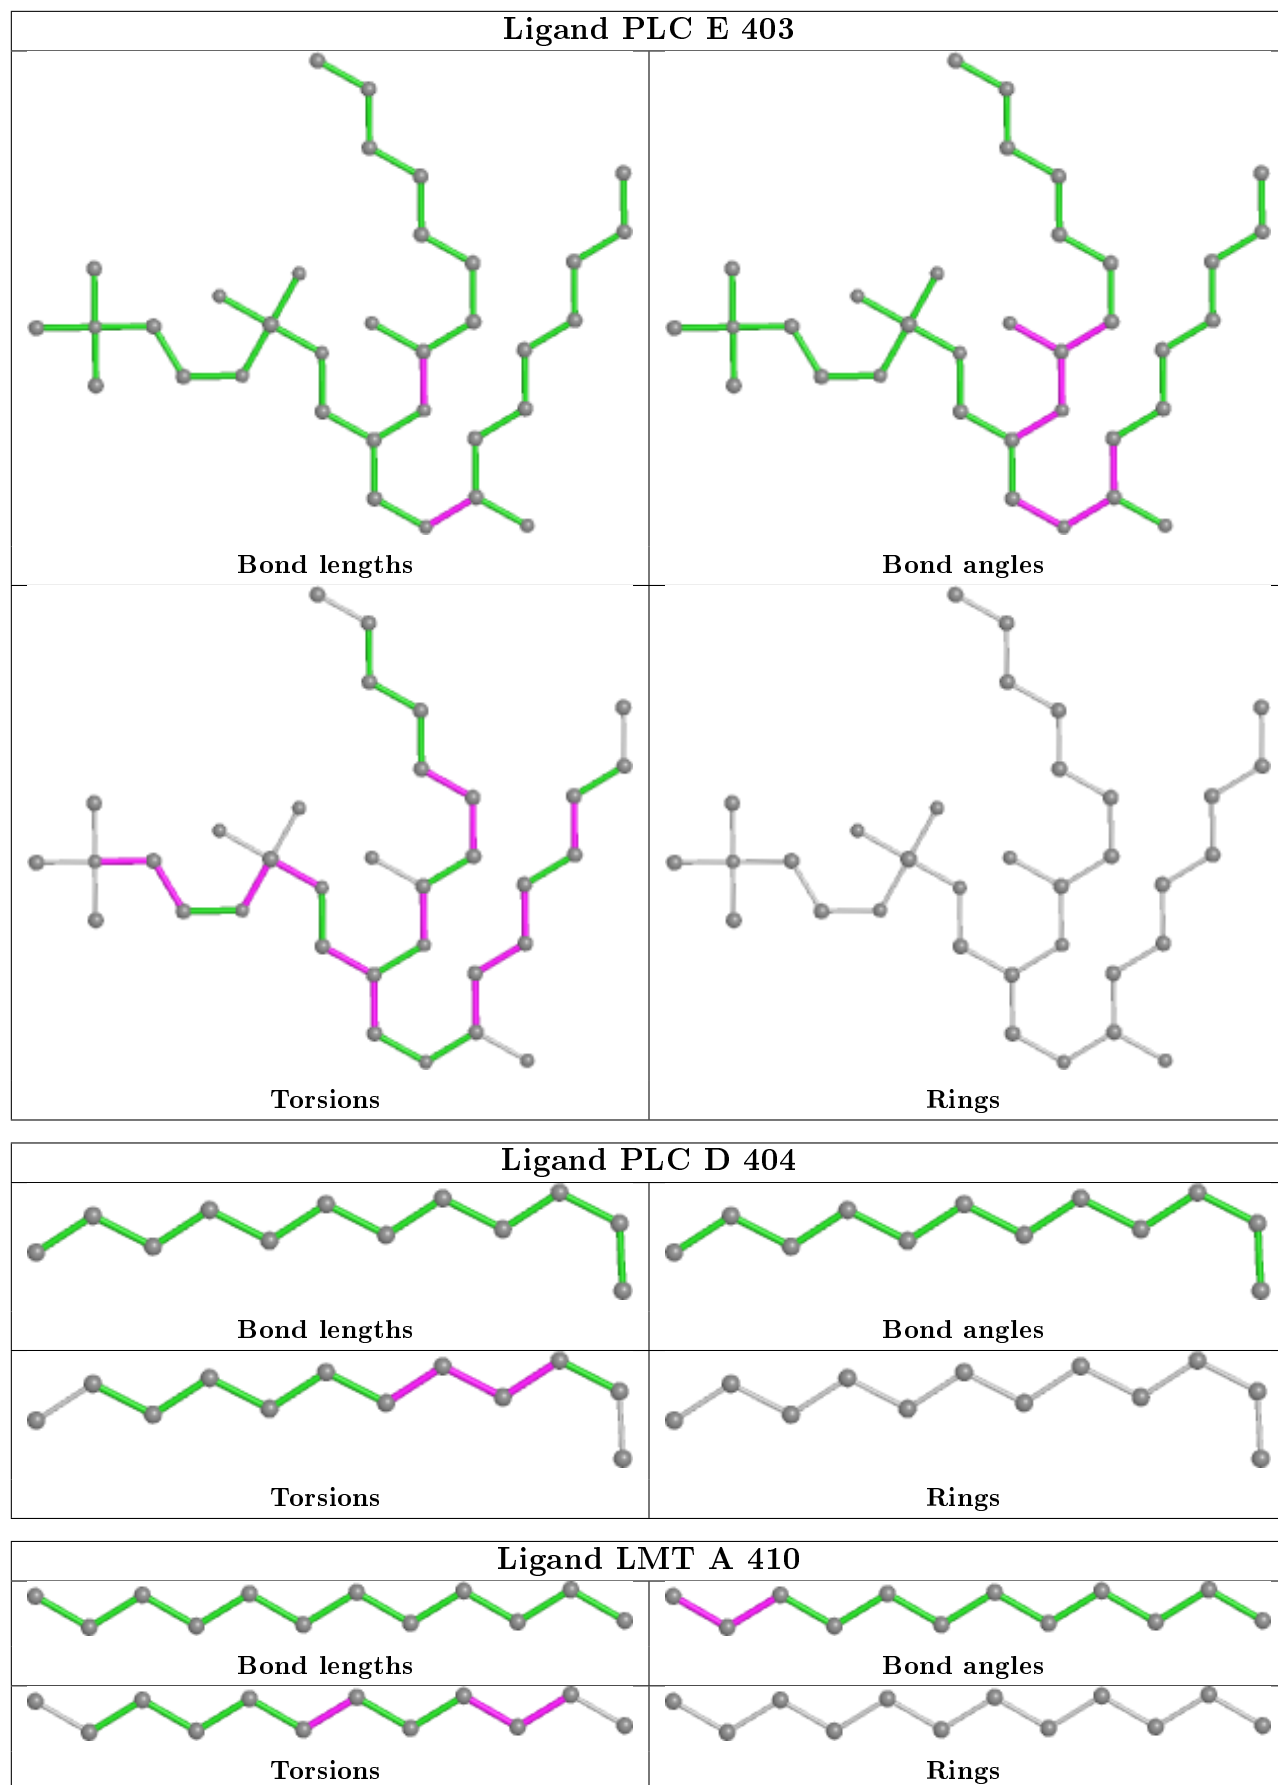 Ligand PLC E 403
Bond lengths
Bond angles
Torsions
Rings
Ligand PLC D 404
Bond lengths
Bond angles
Torsions
Rings
Ligand LMT A 410
Bond lengths
Bond angles
Torsions
Rings